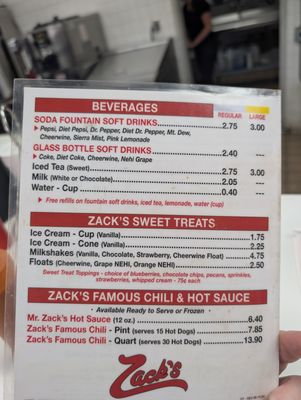 BEVERAGES
REGULAR LARGE
SODA FOUNTAIN SOFT DRINKS 2.75 3.00
Pepsi, Diet Pepsi, Dr. Pepper, Diet Dr. Pepper, Mt. Dew,
Cheerwine, Sierra Mist, Pink Lemonade
GLASS BOTTLE SOFT DRINKS 2.40 ---
Coke, Diet Coke, Cheerwine, Nehi Grape
Iced Tea (Sweet) 2.75 3.00
Milk (White or Chocolate) 2.05 ---
Water - Cup 0.40 ---
Free refills on fountain soft drinks, iced tea, lemonade, water (cup)
ZACK'S SWEET TREATS
Ice Cream - Cup (Vanilla) 1.75
Ice Cream - Cone (Vanilla) 2.25
Milkshakes (Vanilla, Chocolate, Strawberry, Cheerwine Float) 4.75
Floats (Cheerwine, Grape NEHI, Orange NEHI) 2.50
Sweet Treat Toppings - choice of blueberries, chocolate chips, pecans, sprinkles,
strawberries, whipped cream - 75¢ each
ZACK'S FAMOUS CHILI & HOT SAUCE
Available Ready to Serve or Frozen
Mr. Zack's Hot Sauce (12 oz.) 6.40
Zack's Famous Chili - Pint (serves 15 Hot Dogs) 7.85
Zack's Famous Chili - Quart (serves 30 Hot Dogs) 13.90
Zack's